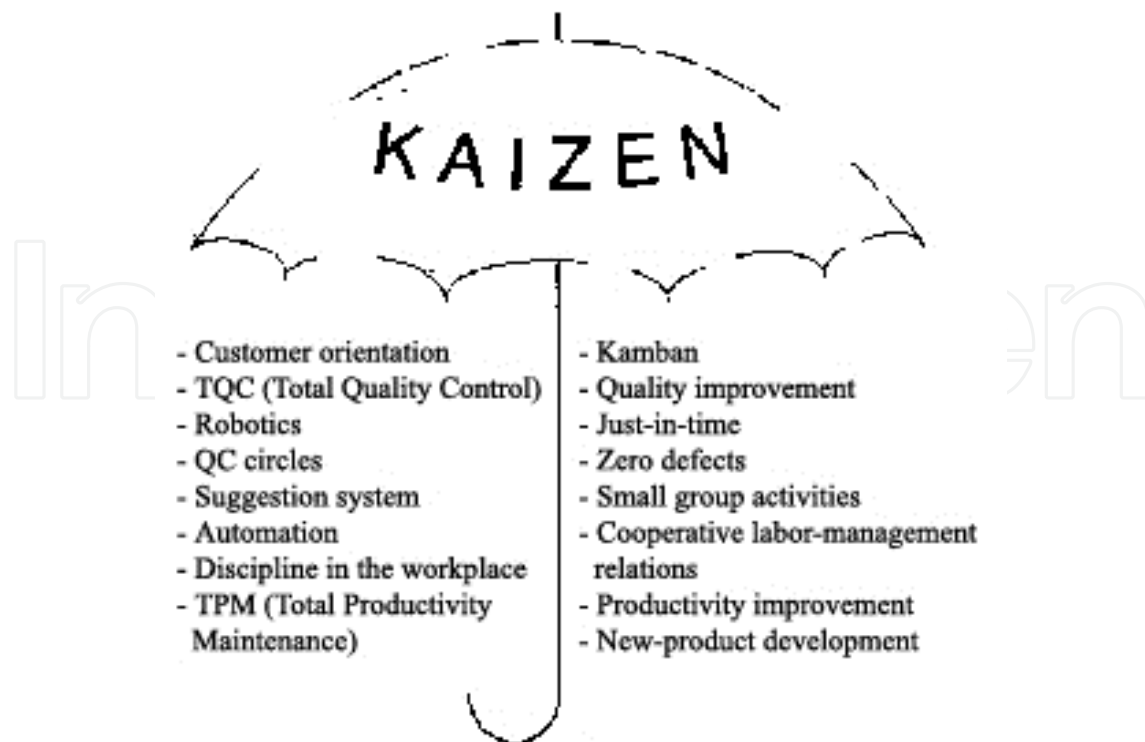 KAIZEN
- Customer orientation
- TQC (Total Quality Control)
- Robotics
- QC circles
- Suggestion system
- Automation
- Discipline in the workplace
- TPM (Total Productivity
Maintenance)
- Kamban
- Quality improvement
- Just-in-time
- Zero defects
- Small group activities
- Cooperative labor-management
relations
- Productivity improvement
- New-product development